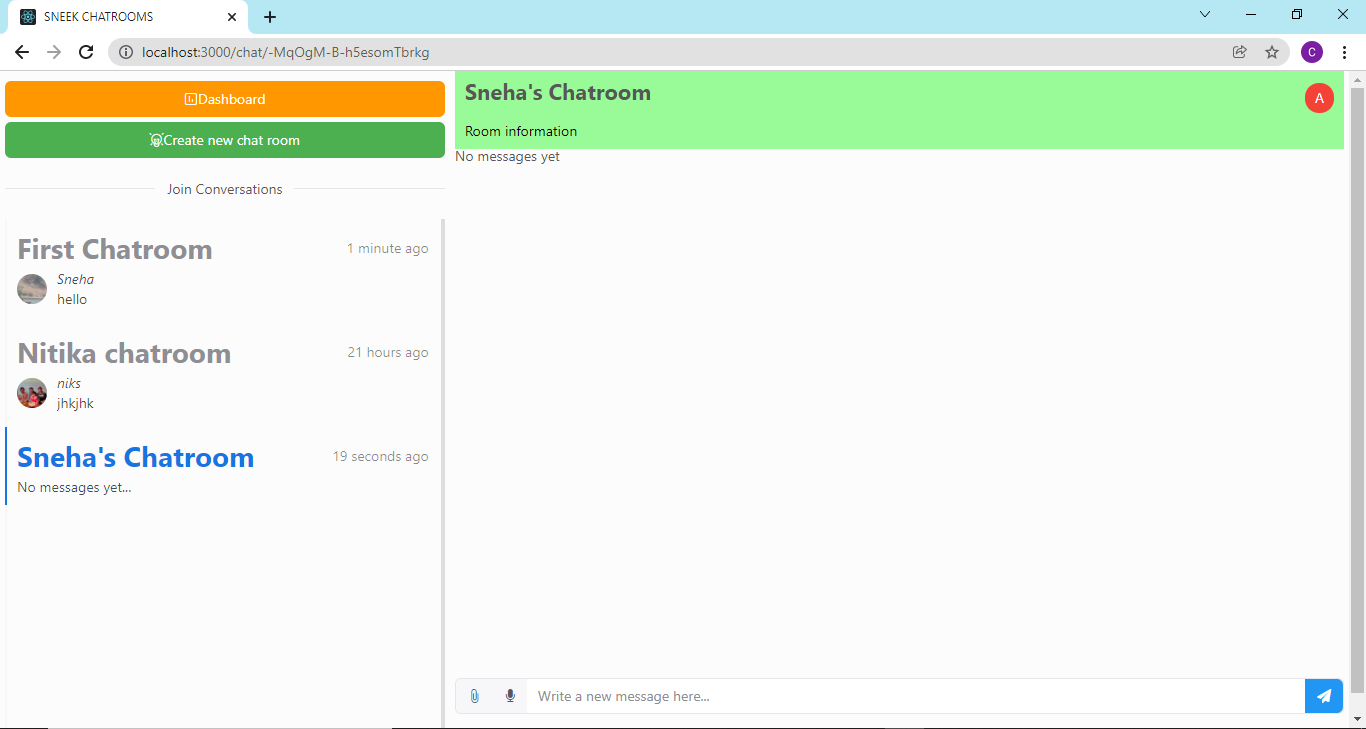 SNEEK CHATROOMS
localhost:3000/chat/-MqOgM-B-h5esomTbrkg
C
Dashboard
Create new chat room
Join Conversations
First Chatroom
1 minute ago
Sneha
hello
Nitika chatroom
21 hours ago
niks
jhkjhk
Sneha's Chatroom
19 seconds ago
No messages yet...
Sneha's Chatroom
A
Room information
No messages yet
Write a new message here...